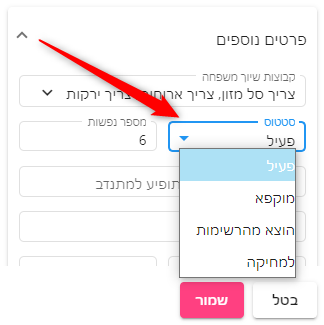 פרטים נוספים
קבוצות שיוך משפחה
צריך סל מזון, צריך ארוחות, צריך ירקות
סטטוס
מספר נפשות
פעיל
6
פעיל
תופיע למתנדב
מוקפא
הוצא מהרשימות
למחיקה
בטל
שמור